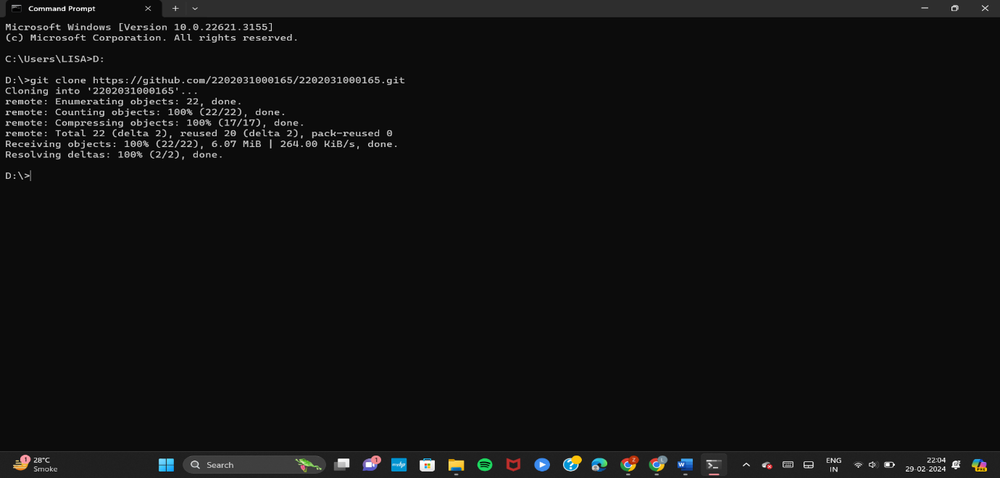 Command Prompt
Microsoft Windows [Version 10.0.22621.3155]
(c) Microsoft Corporation. All rights reserved.
C:\Users\LISA>D:
D:\>git clone https://github.com/2202031000165/2202031000165.git
Cloning into '2202031000165'...
remote: Enumerating objects: 22, done.
remote: Counting objects: 100% (22/22), done.
remote: Compressing objects: 100% (17/17), done.
remote: Total 22 (delta 2), reused 20 (delta 2), pack-reused 0
Receiving objects: 100% (22/22), 6.07 MiB | 264.00 KiB/s, done.
Resolving deltas: 100% (2/2), done.
D:\>
1
28°C
Smoke
Search
1
myhp
Z
L
W
ENG
IN
22:04
29-02-2024
PRE